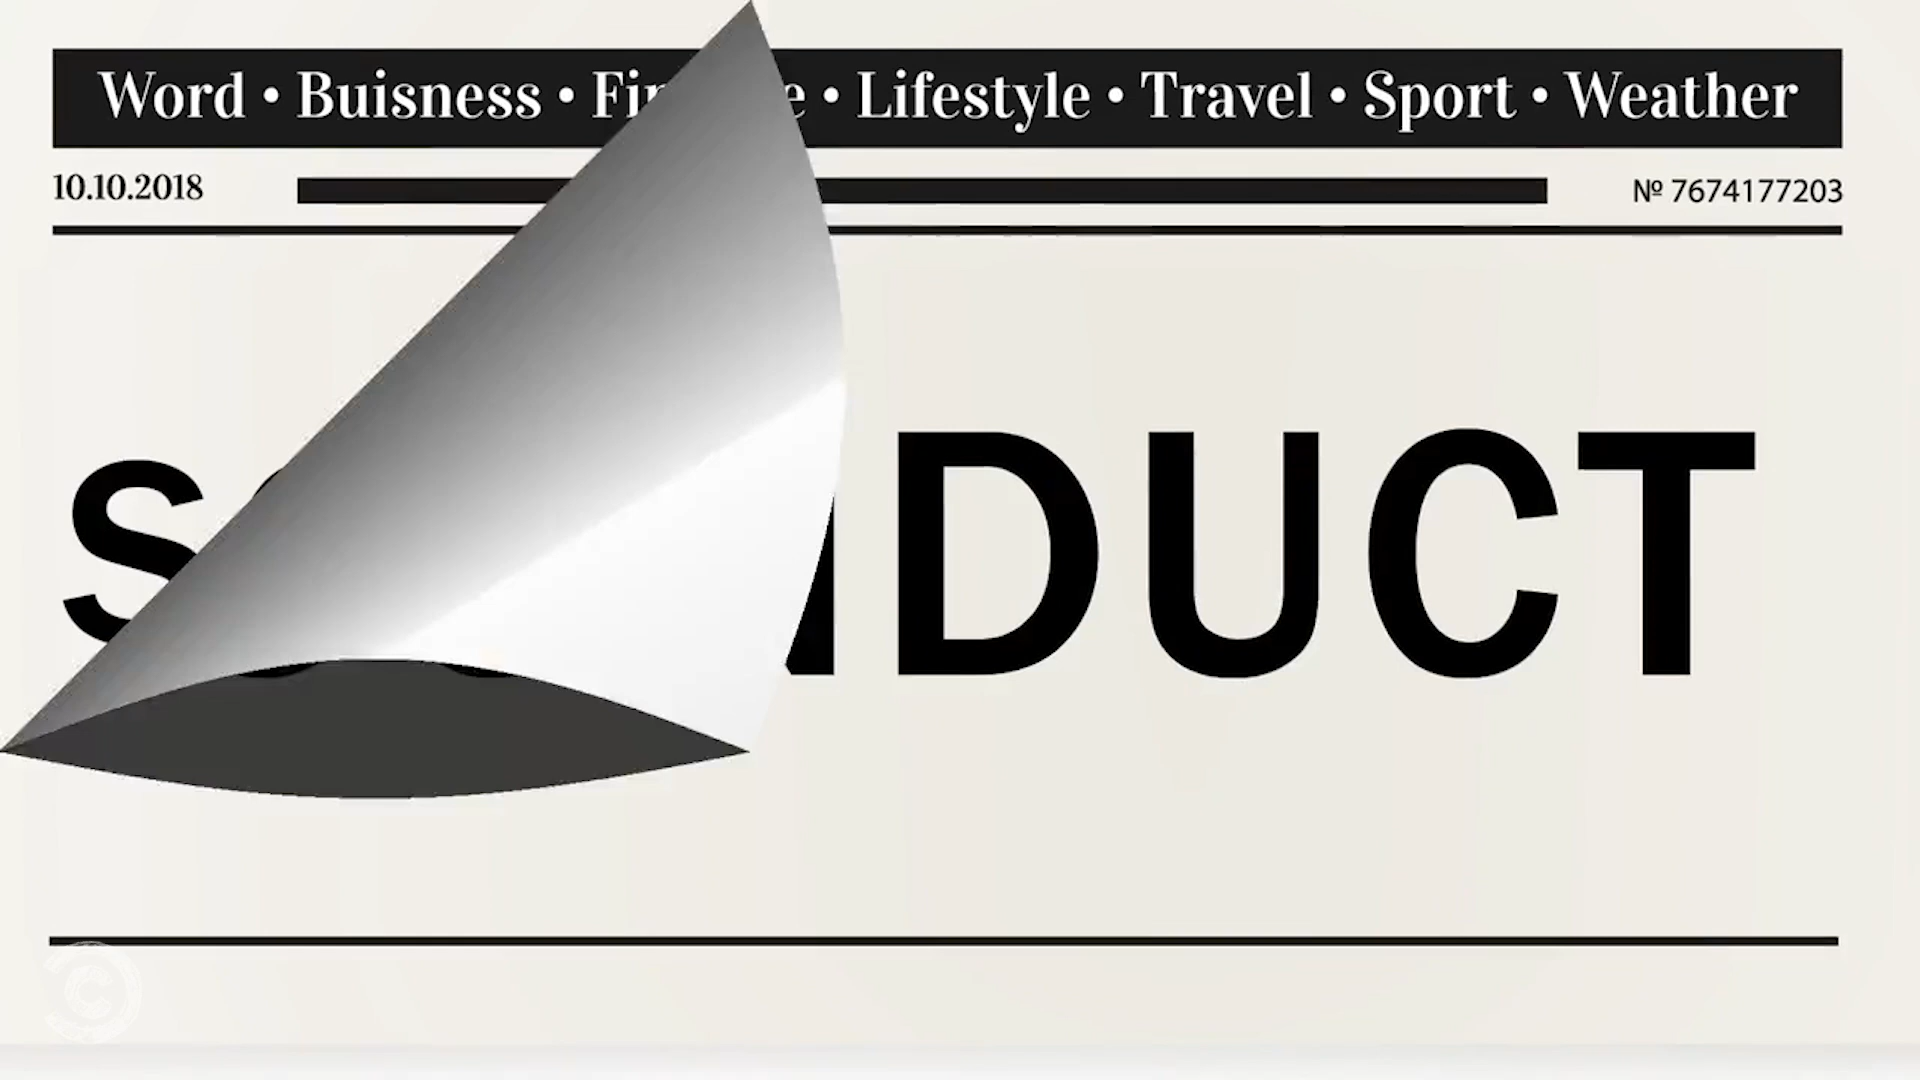 Word • Buisness • • Lifestyle • Travel • Sport • Weather
10.10.2018
№ 7674177203
DUCT